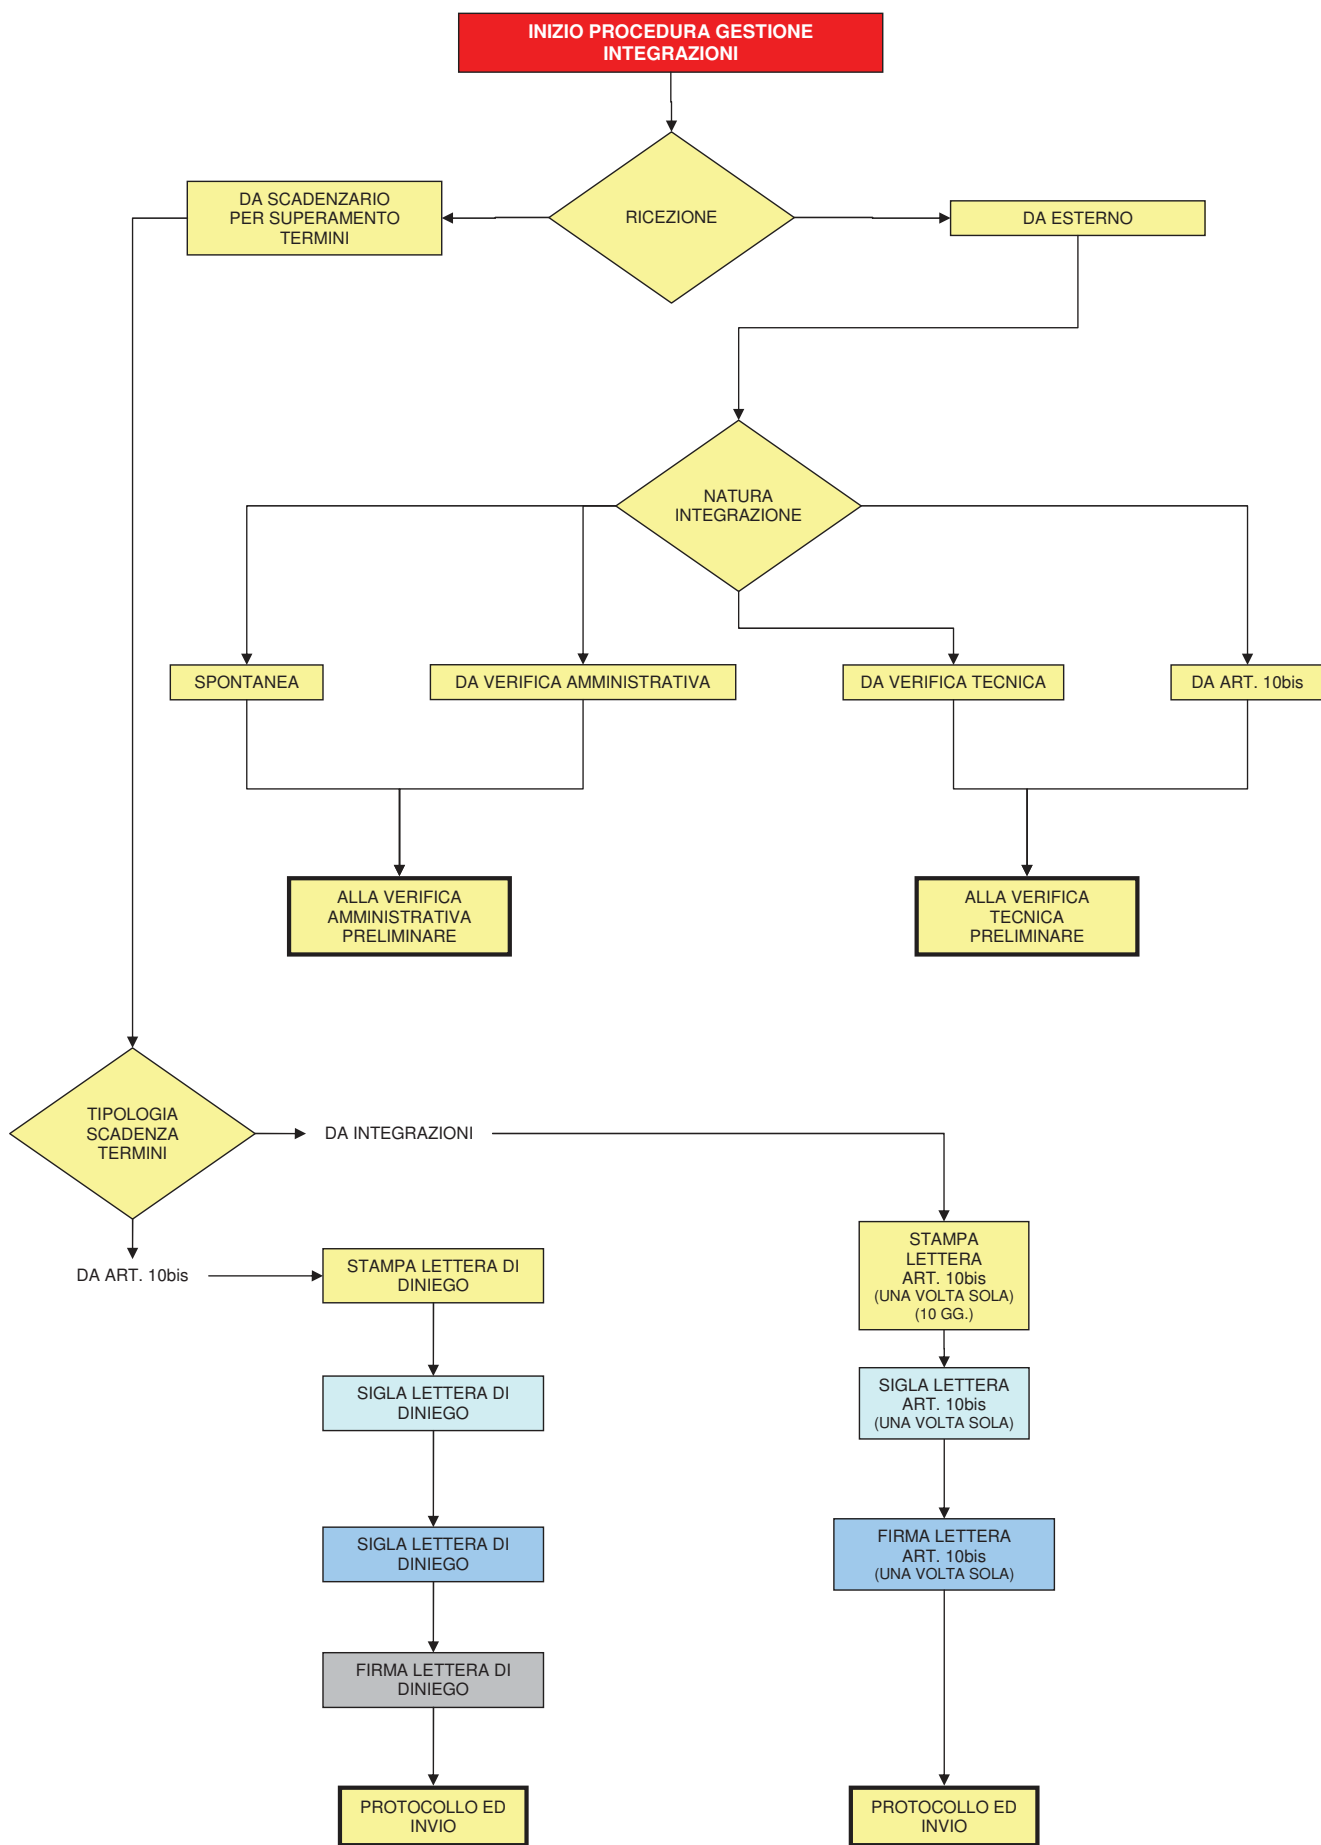 INIZIO PROCEDURA GESTIONE
INTEGRAZIONI
DA SCADENZARIO
PER SUPERAMENTO
TERMINI
RICEZIONE
DA ESTERNO
NATURA
INTEGRAZIONE
SPONTANEA
DA VERIFICA AMMINISTRATIVA
DA VERIFICA TECNICA
DA ART. 10bis
ALLA VERIFICA
AMMINISTRATIVA
PRELIMINARE
ALLA VERIFICA
TECNICA
PRELIMINARE
TIPOLOGIA
SCADENZA
TERMINI
DA INTEGRAZIONI
DA ART. 10bis
STAMPA LETTERA DI
DINIEGO
STAMPA
LETTERA
ART. 10bis
(UNA VOLTA SOLA)
(10 GG.)
SIGLA LETTERA DI
DINIEGO
SIGLA LETTERA
ART. 10bis
(UNA VOLTA SOLA)
SIGLA LETTERA DI
DINIEGO
FIRMA LETTERA
ART. 10bis
(UNA VOLTA SOLA)
FIRMA LETTERA DI
DINIEGO
PROTOCOLLO ED
INVIO
PROTOCOLLO ED
INVIO